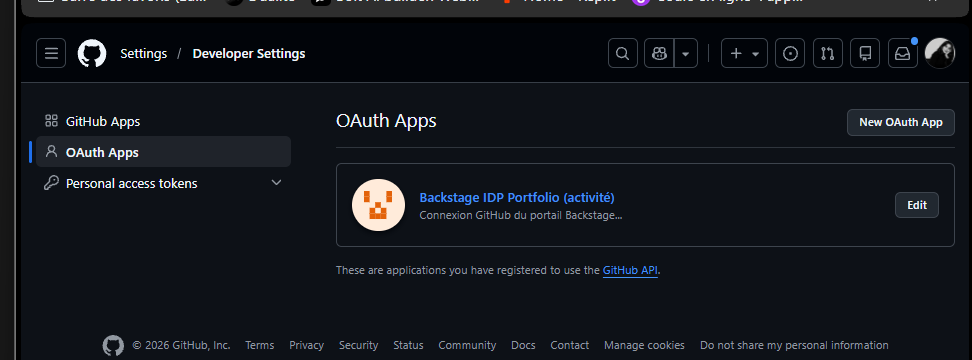 Settings / Developer Settings
GitHub Apps
OAuth Apps
Personal access tokens
OAuth Apps
New OAuth App
Backstage IDP Portfolio (activité)
Connexion GitHub du portail Backstage...
Edit
These are applications you have registered to use the GitHub API.
© 2026 GitHub, Inc. Terms Privacy Security Status Community Docs Contact Manage cookies Do not share my personal information